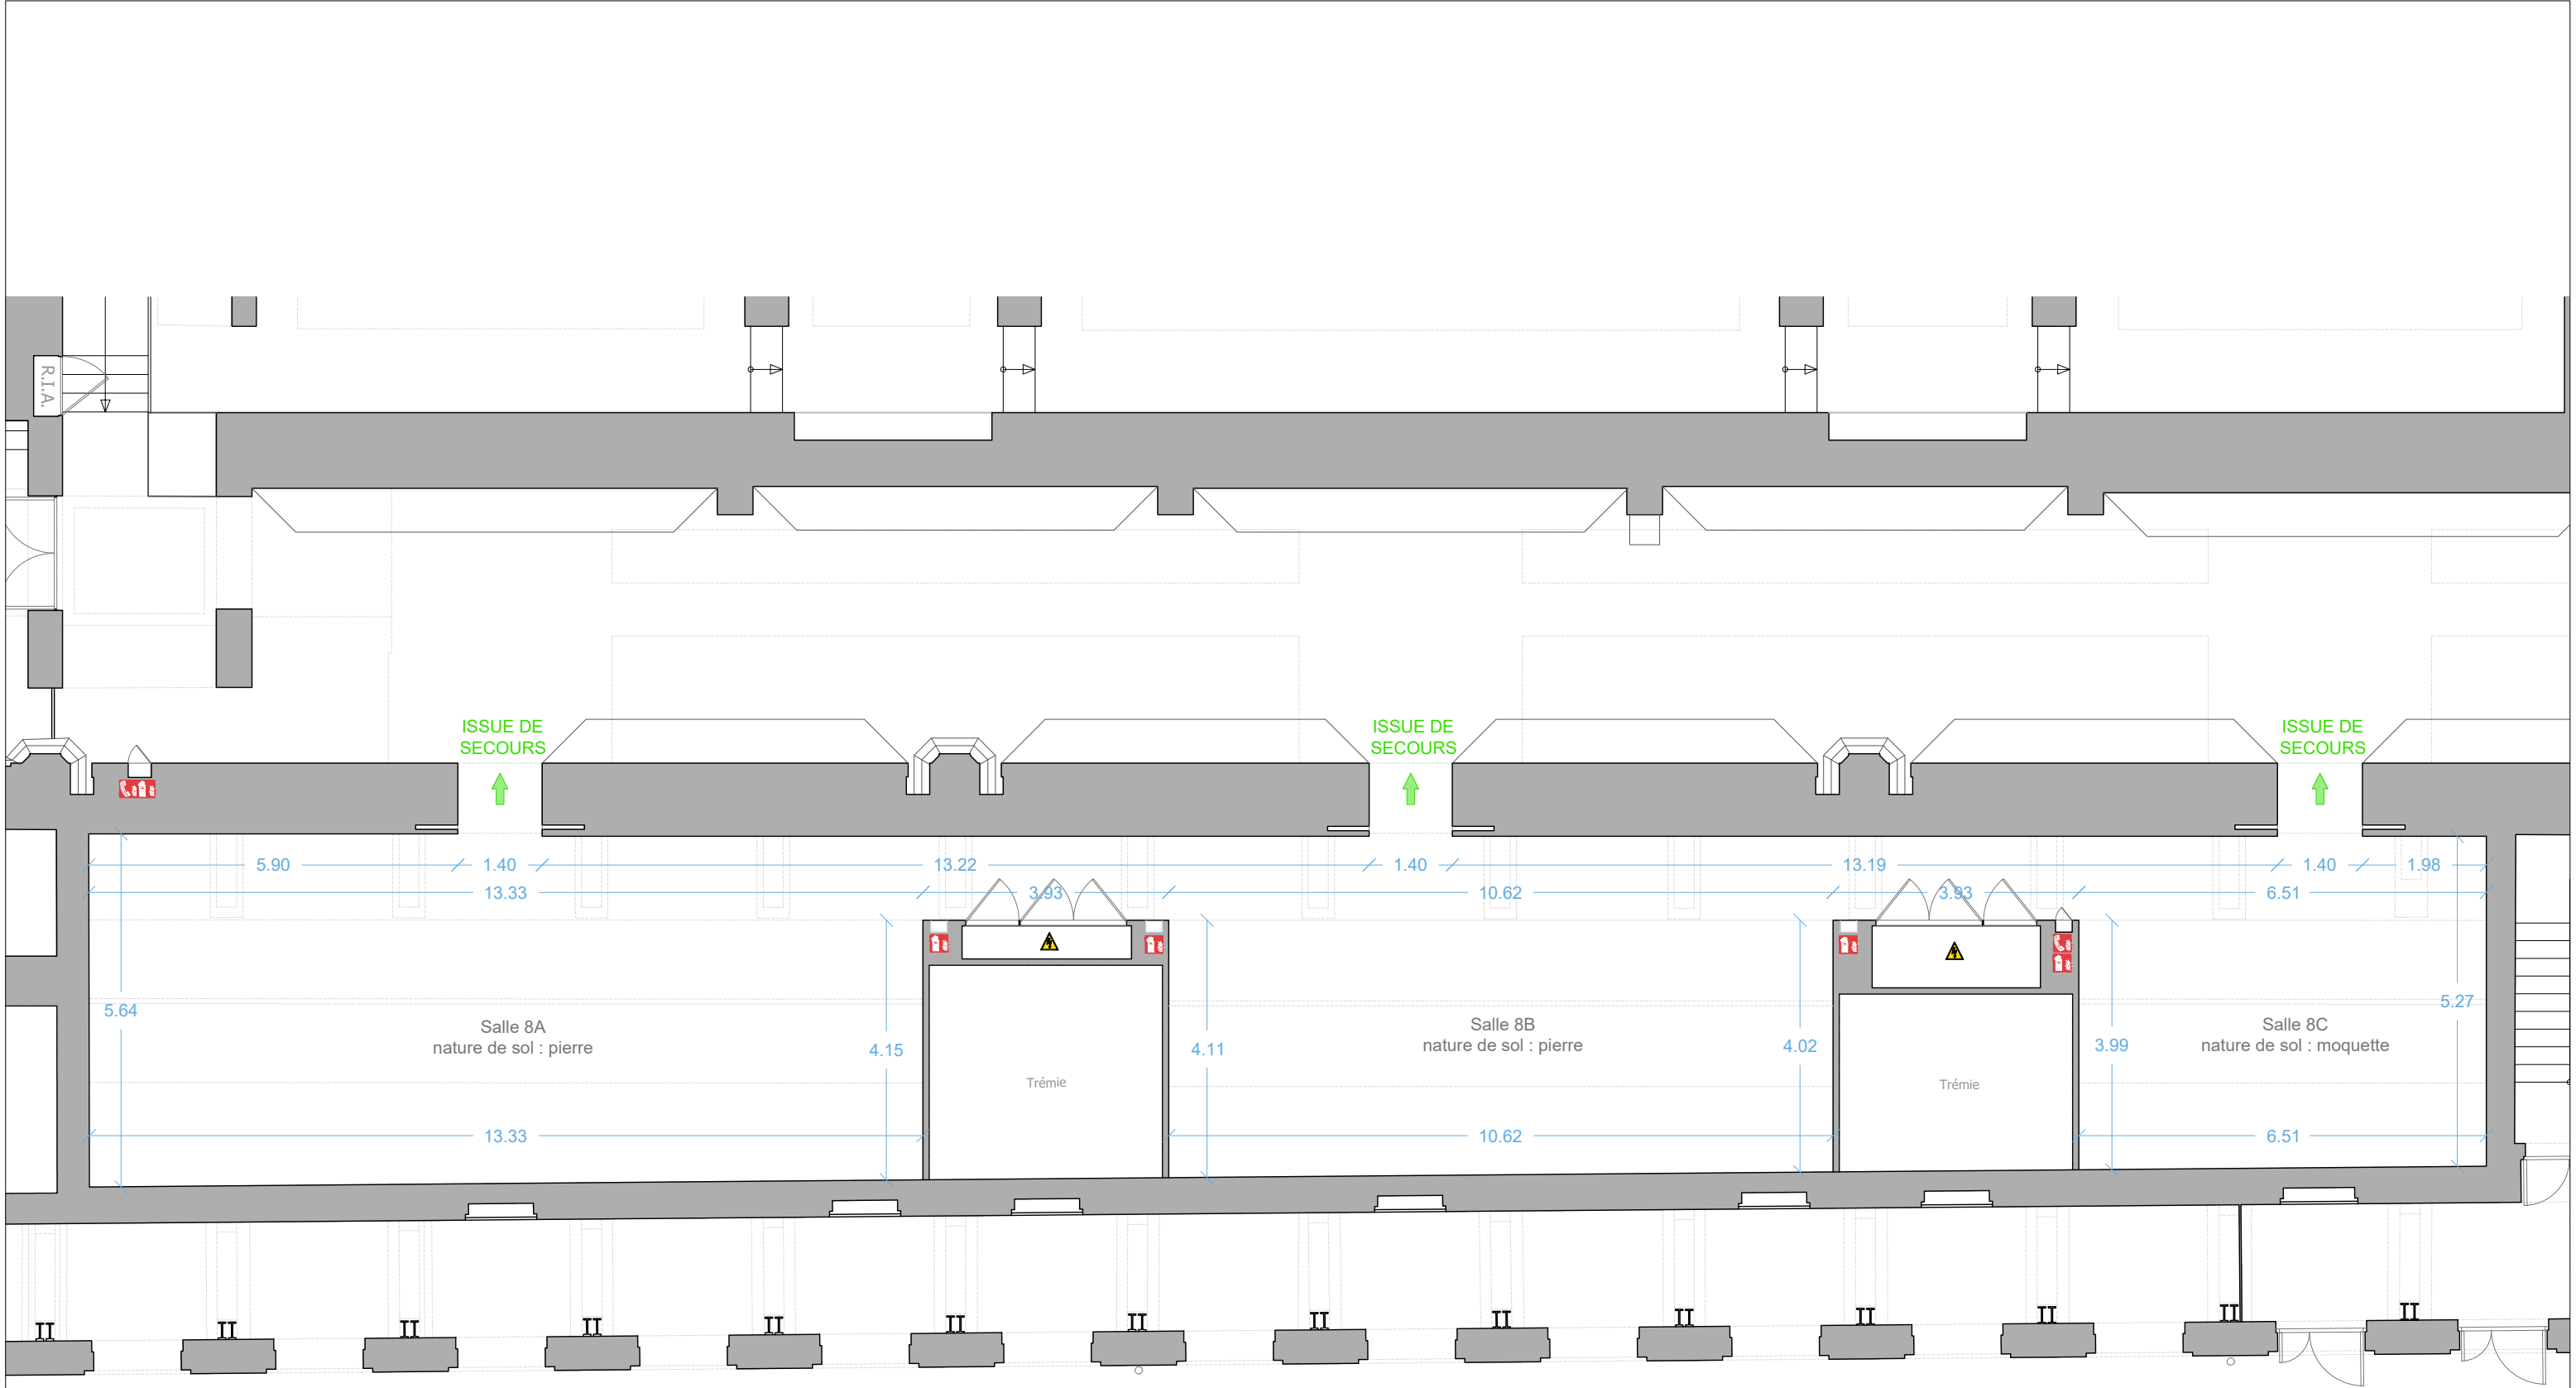 R.I.A.
ISSUE DE
SECOURS
ISSUE DE
SECOURS
ISSUE DE
SECOURS
5.90
1.40
13.22
1.40
13.19
1.40
1.98
13.33
3.93
10.62
3.93
6.51
5.64
Salle 8A
nature de sol : pierre
4.15
Trémie
4.11
Salle 8B
nature de sol : pierre
4.02
Trémie
3.99
Salle 8C
nature de sol : moquette
5.27
13.33
10.62
6.51